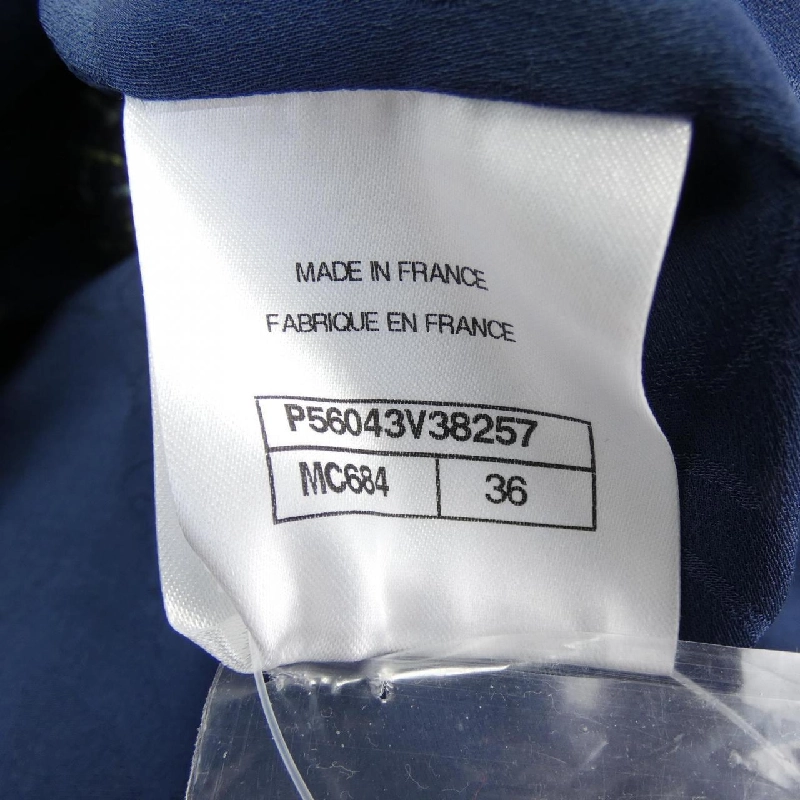 MADE IN FRANCE
FABRIQUE EN FRANCE
P56043V38257
MC684 36